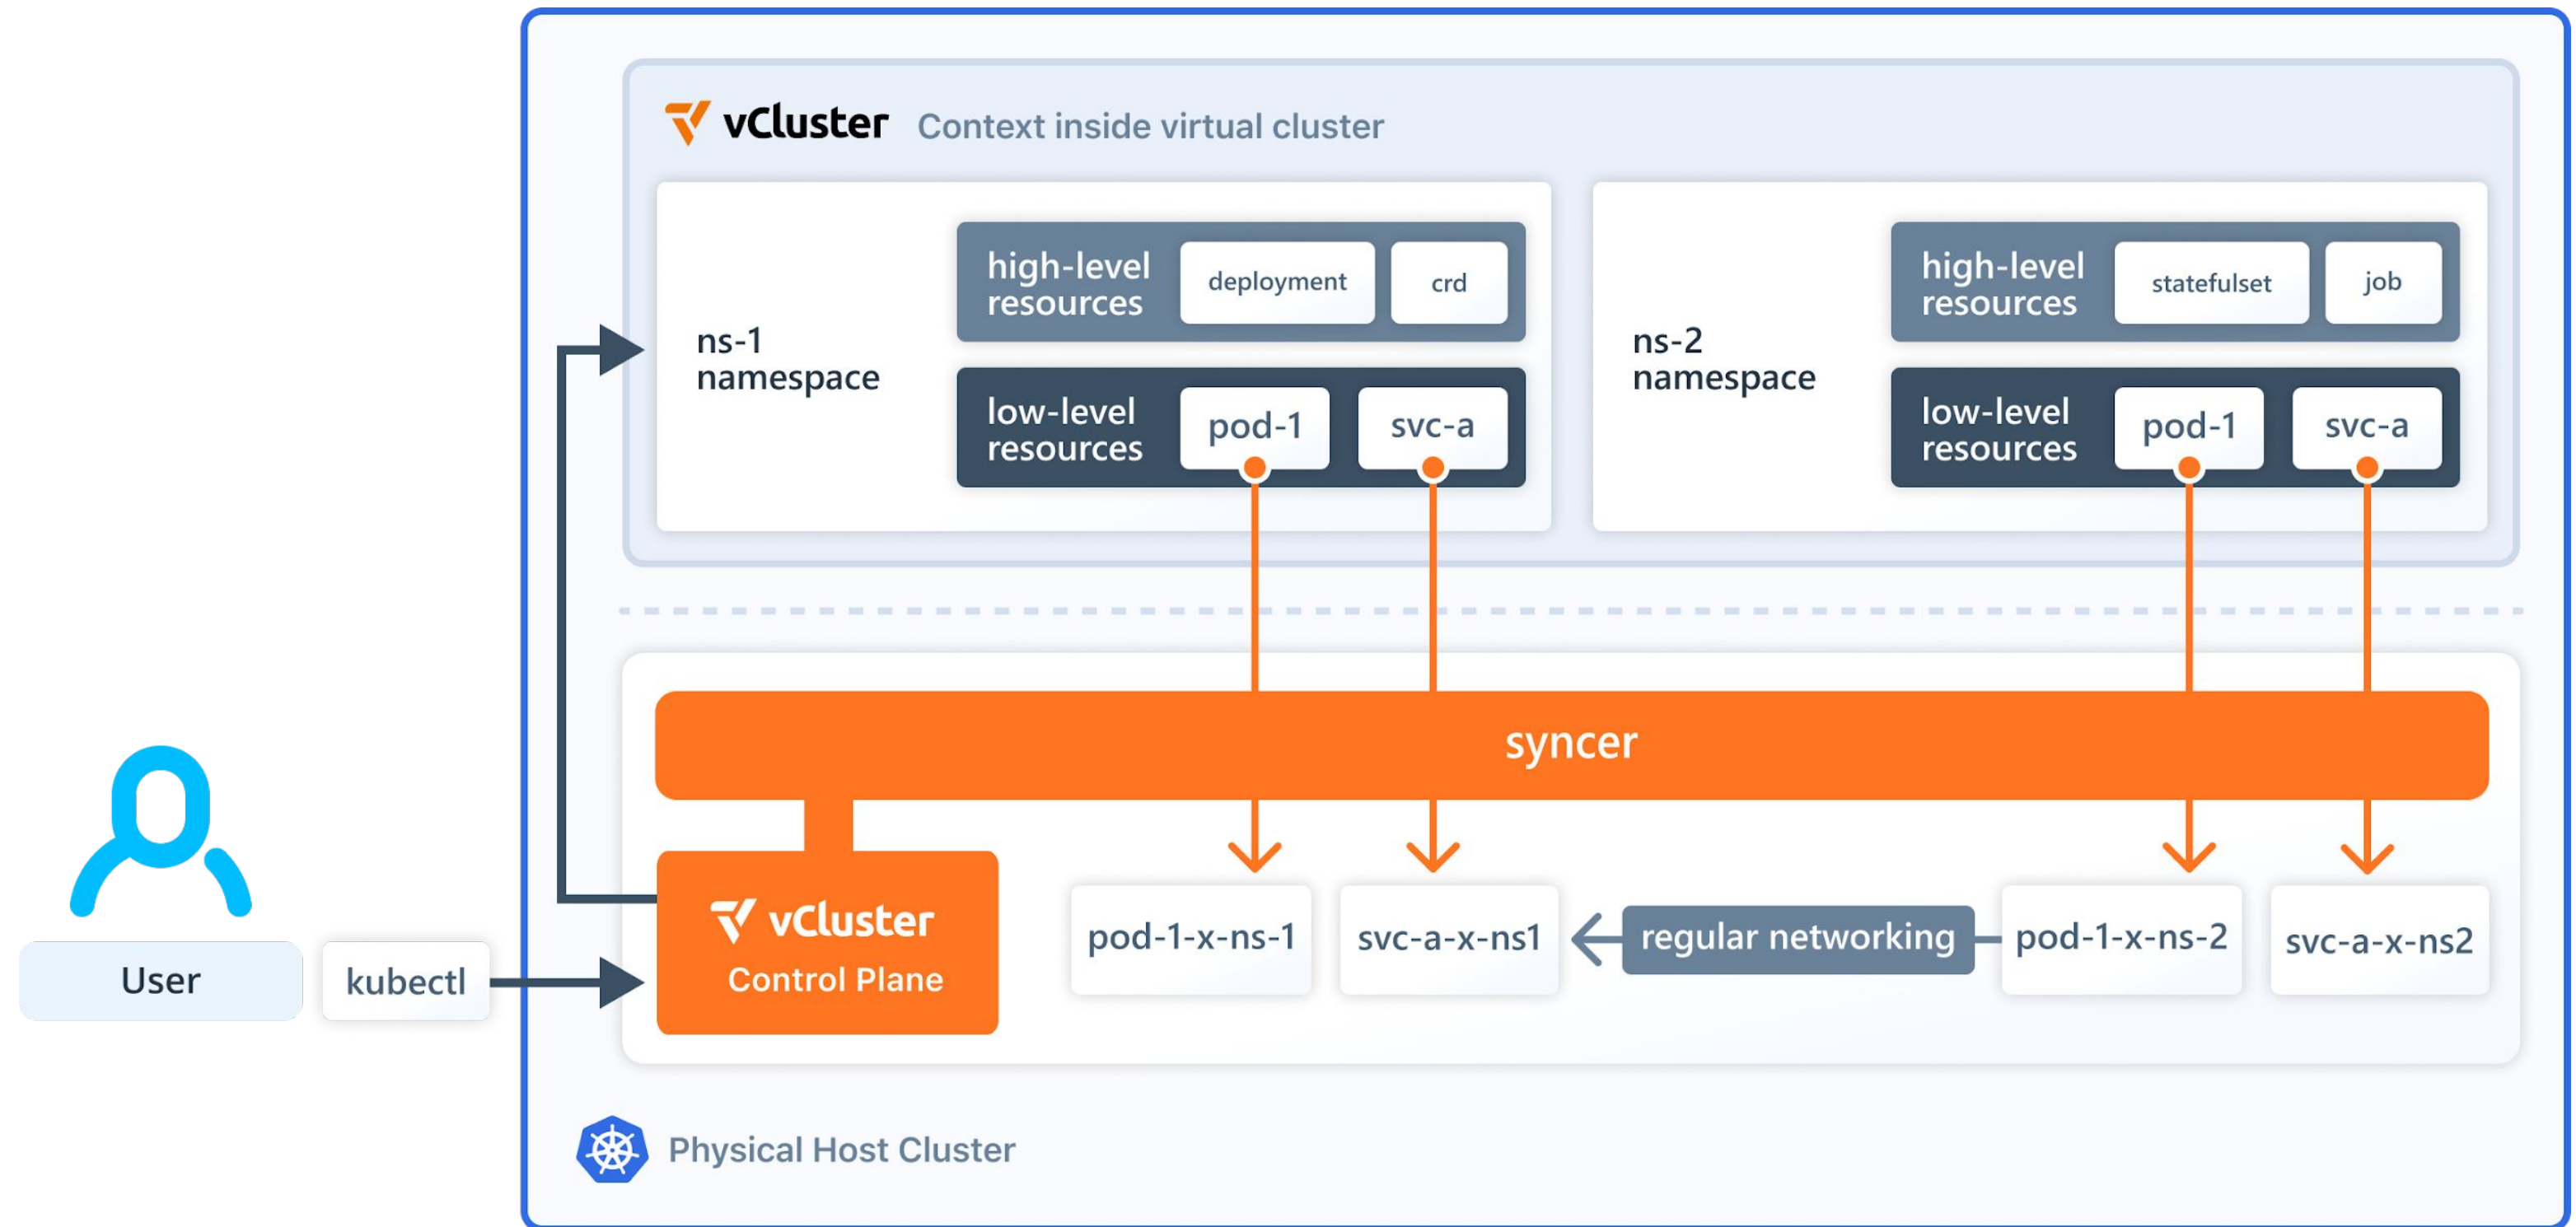 vCluster Context inside virtual cluster
ns-1
namespace
high-level
resources
deployment
crd
low-level
resources
pod-1
svc-a
ns-2
namespace
high-level
resources
statefulset
job
low-level
resources
pod-1
svc-a
syncer
vCluster
Control Plane
pod-1-x-ns-1
svc-a-x-ns1
regular networking
pod-1-x-ns-2
svc-a-x-ns2
User
kubectl
Physical Host Cluster